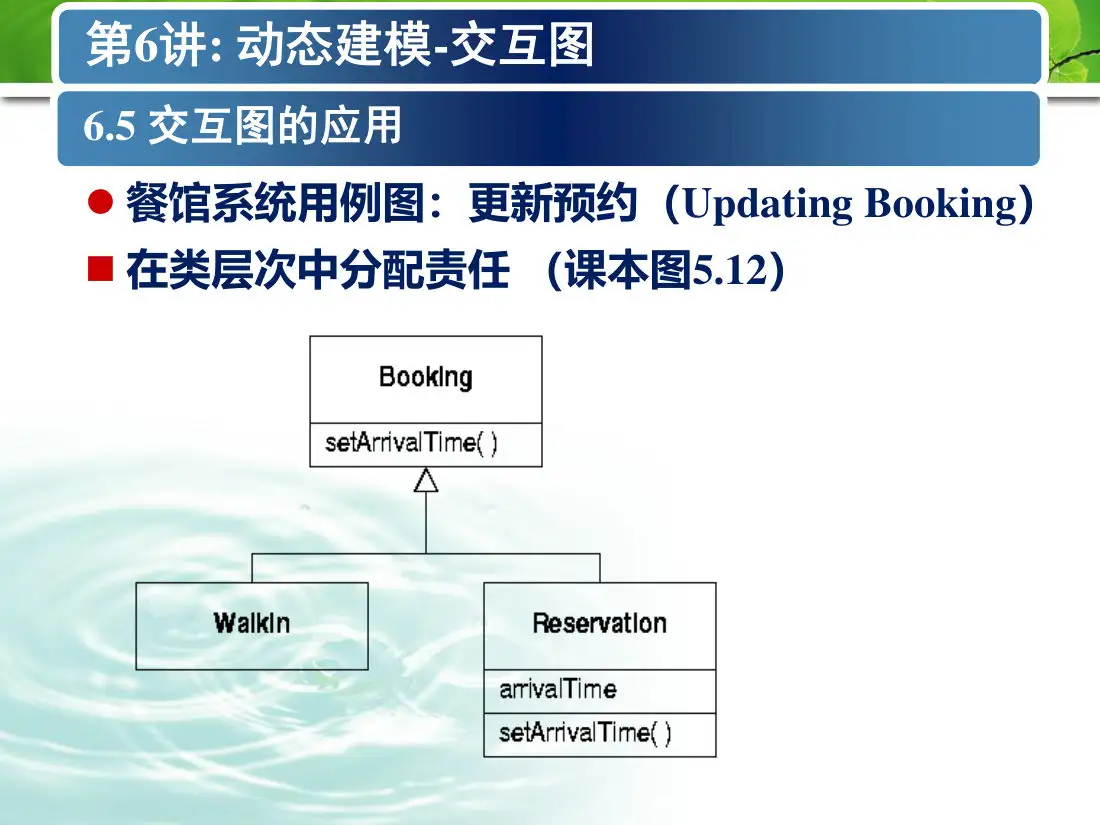 第6讲: 动态建模-交互图
6.5 交互图的应用
餐馆系统用例图：更新预约（Updating Booking）
在类层次中分配责任 （课本图5.12）
Booking
setArrivalTime( )
WalkIn
Reservation
arrivalTime
setArrivalTime( )